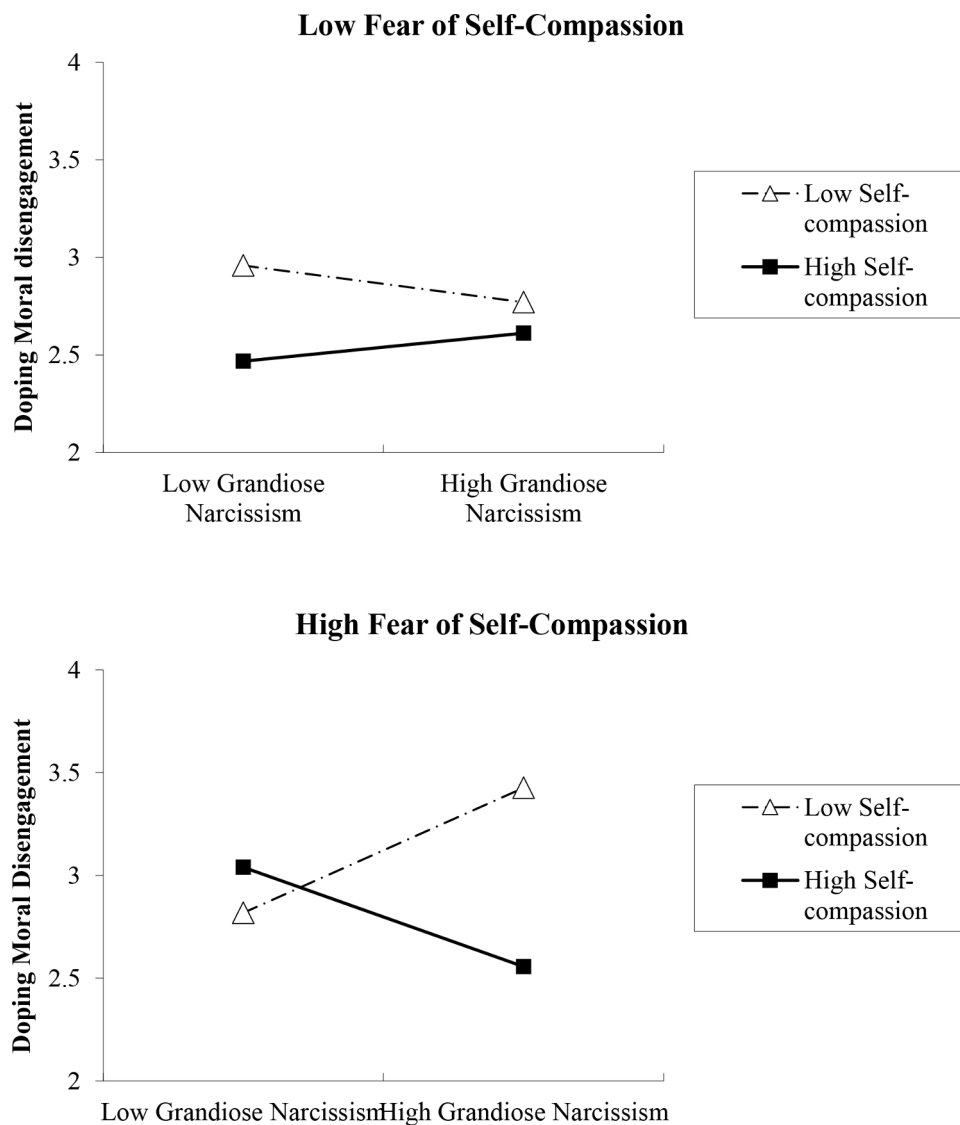 Low Fear of Self-Compassion
Doping Moral disengagement
4
3.5
3
2.5
2
Low Grandiose
Narcissism
High Grandiose
Narcissism
Low Self-
compassion
High Self-
compassion
High Fear of Self-Compassion
Doping Moral Disengagement
4
3.5
3
2.5
2
Low Grandiose Narcissism
High Grandiose Narcissism
Low Self-
compassion
High Self-
compassion